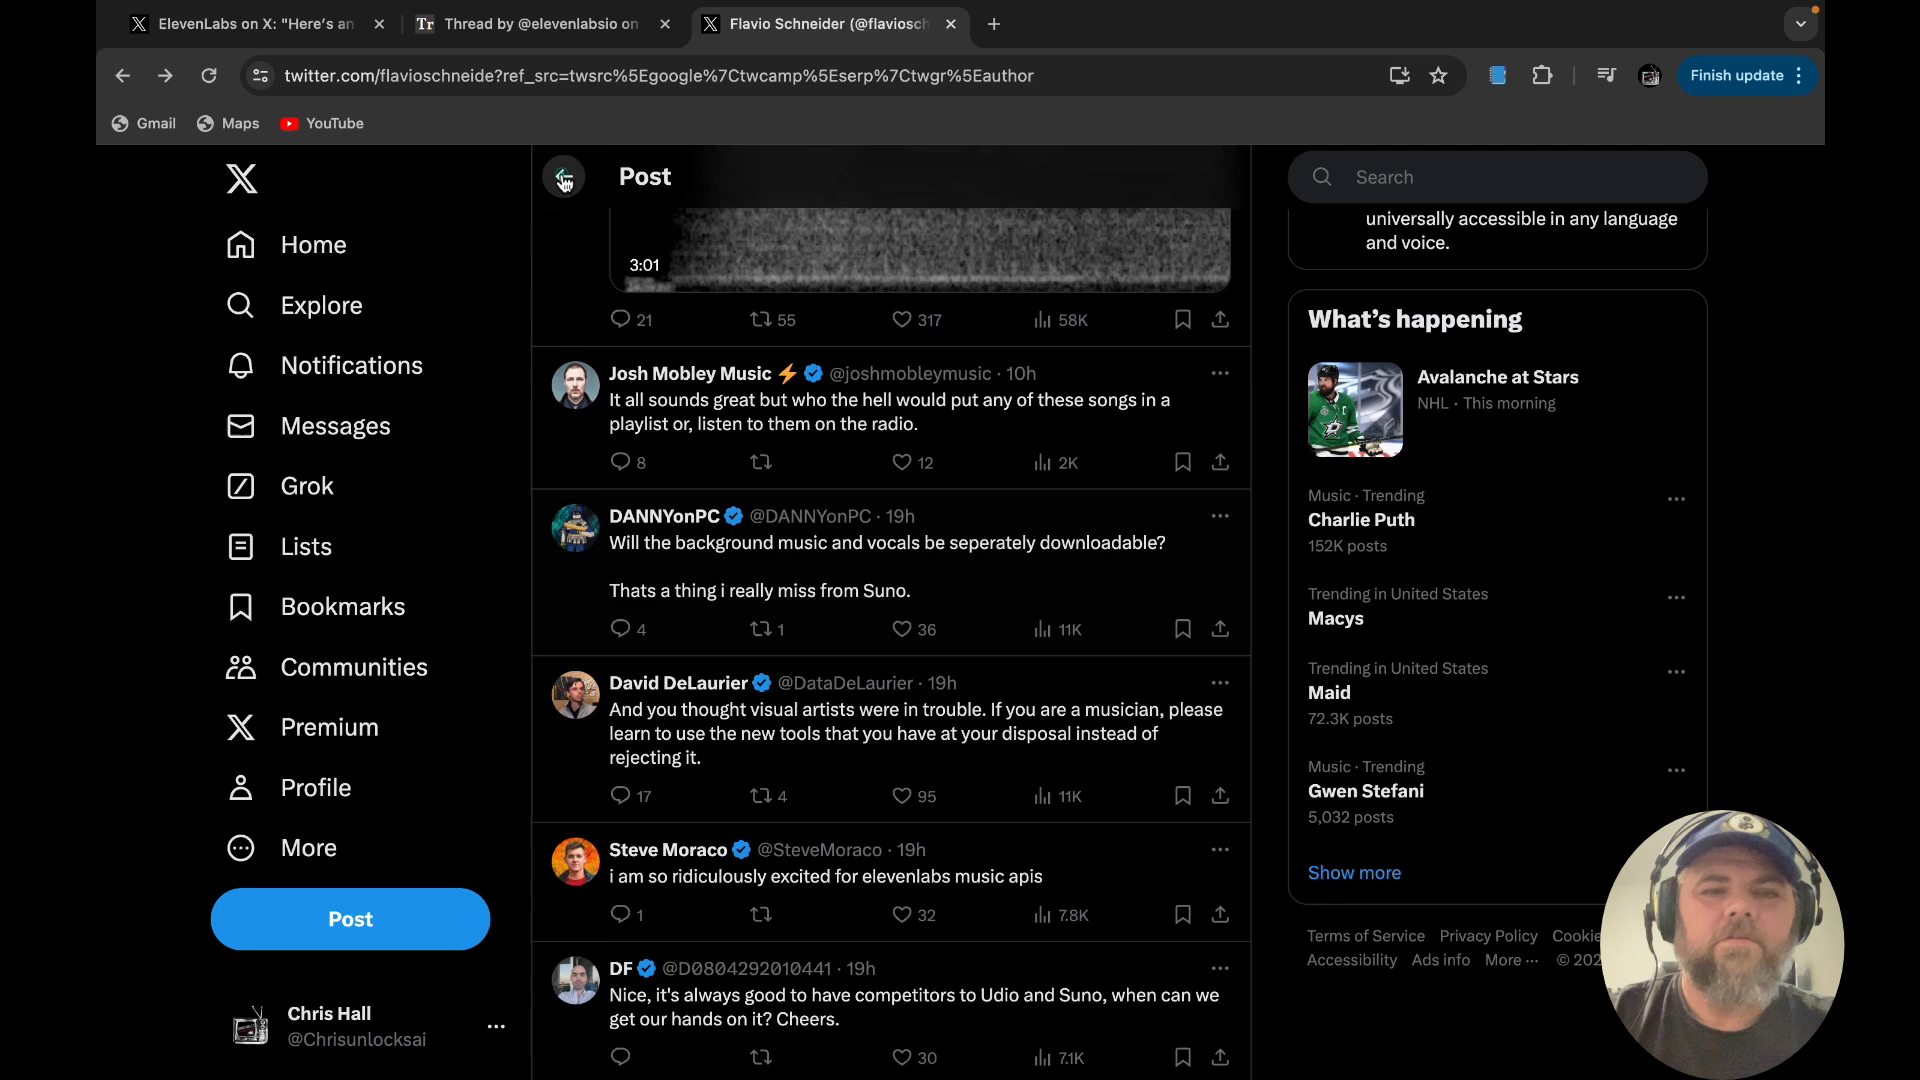 ElevenLabs on X: "Here's an
Thread by @elevenlabsio on
Flavio Schneider (@flaviosch
twitter.com/flavioschneide?ref_src=twsrc%5Egoogle%7Ctwcamp%5Eserp%7Ctwgr%5Eauthor
Finish update
Gmail
Maps
YouTube
Home
Explore
Notifications
Messages
Grok
Lists
Bookmarks
Communities
Premium
Profile
More
Post
Chris Hall
@Chrisunlocksai
Post
3:01
21
55
317
58K
Josh Mobley Music ⚡ @joshmobleymusic · 10h
It all sounds great but who the hell would put any of these songs in a
playlist or, listen to them on the radio.
8
12
2K
DANNYonPC @DANNYonPC · 19h
Will the background music and vocals be seperately downloadable?
Thats a thing i really miss from Suno.
4
1
36
11K
David DeLaurier @DataDeLaurier · 19h
And you thought visual artists were in trouble. If you are a musician, please
learn to use the new tools that you have at your disposal instead of
rejecting it.
17
4
95
11K
Steve Moraco @SteveMoraco · 19h
i am so ridiculously excited for elevenlabs music apis
1
32
7.8K
DF @D0804292010441 · 19h
Nice, it's always good to have competitors to Udio and Suno, when can we
get our hands on it? Cheers.
30
7.1K
Search
universally accessible in any language
and voice.
What's happening
Avalanche at Stars
NHL · This morning
Music · Trending
Charlie Puth
152K posts
Trending in United States
Macys
Trending in United States
Maid
72.3K posts
Music · Trending
Gwen Stefani
5,032 posts
Show more
Terms of Service Privacy Policy Cookie
Accessibility Ads info More ··· © 202